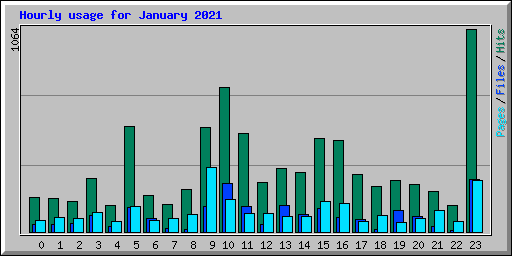 Hourly usage for January 2021
1064
Pages/Files/Hits
0 1 2 3 4 5 6 7 8 9 10 11 12 13 14 15 16 17 18 19 20 21 22 23